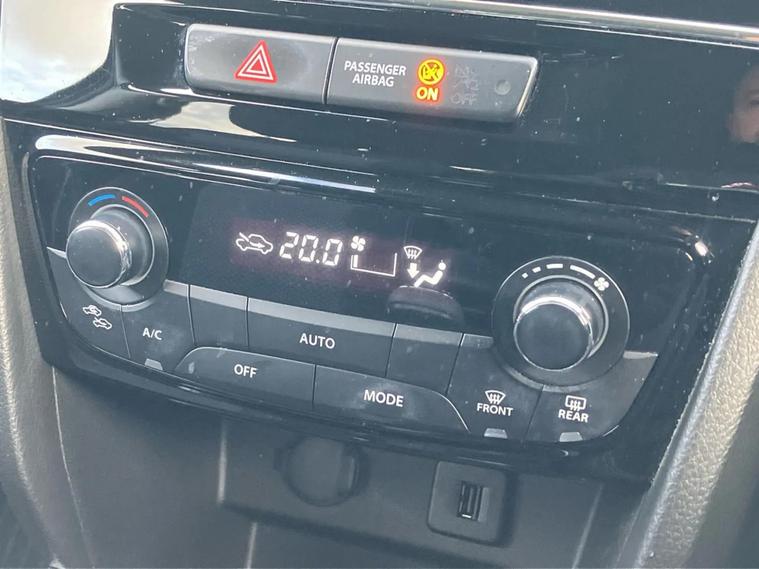 PASSENGER
AIRBAG
ON
OFF
20.0
A/C
AUTO
OFF
MODE
FRONT
REAR